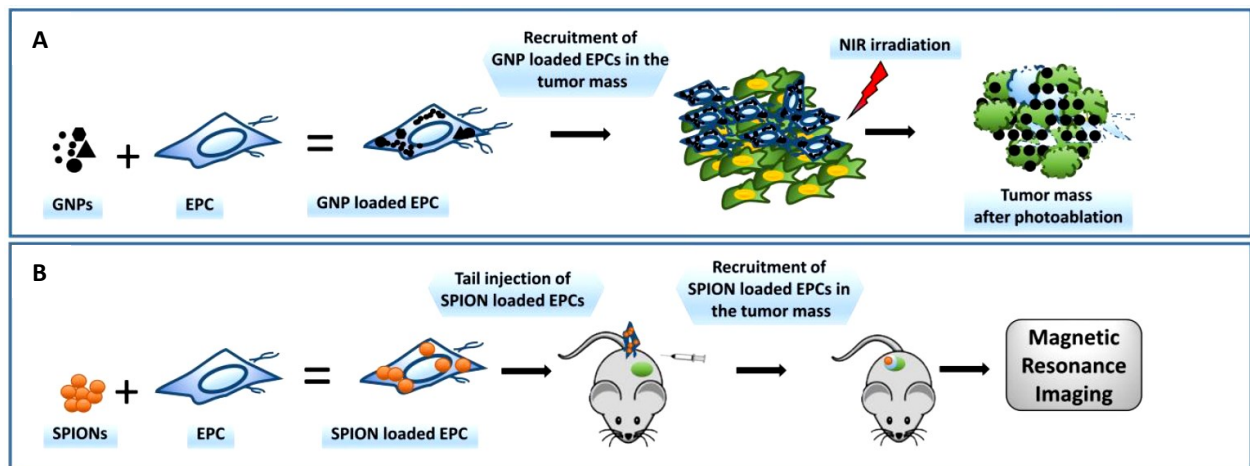 A
Recruitment of
GNP loaded EPCs in the
tumor mass
NIR irradiation
GNPs
+
EPC
=
GNP loaded EPC
Tumor mass
after photoablation
B
Tail injection of
SPION loaded EPCs
Recruitment of
SPION loaded EPCs in
the tumor mass
Magnetic
Resonance
Imaging
SPIONs
+
EPC
=
SPION loaded EPC